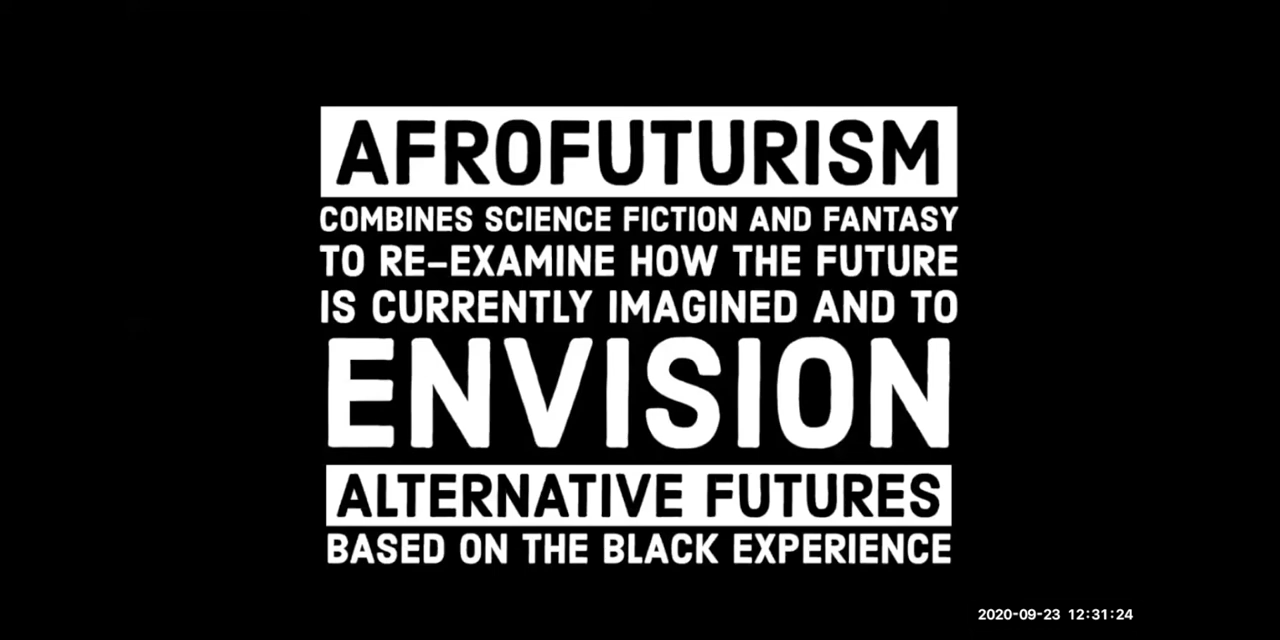 AFROFUTURISM
COMBINES SCIENCE FICTION AND FANTASY
TO RE-EXAMINE HOW THE FUTURE
IS CURRENTLY IMAGINED AND TO
ENVISION
ALTERNATIVE FUTURES
BASED ON THE BLACK EXPERIENCE
2020-09-23 12:31:24